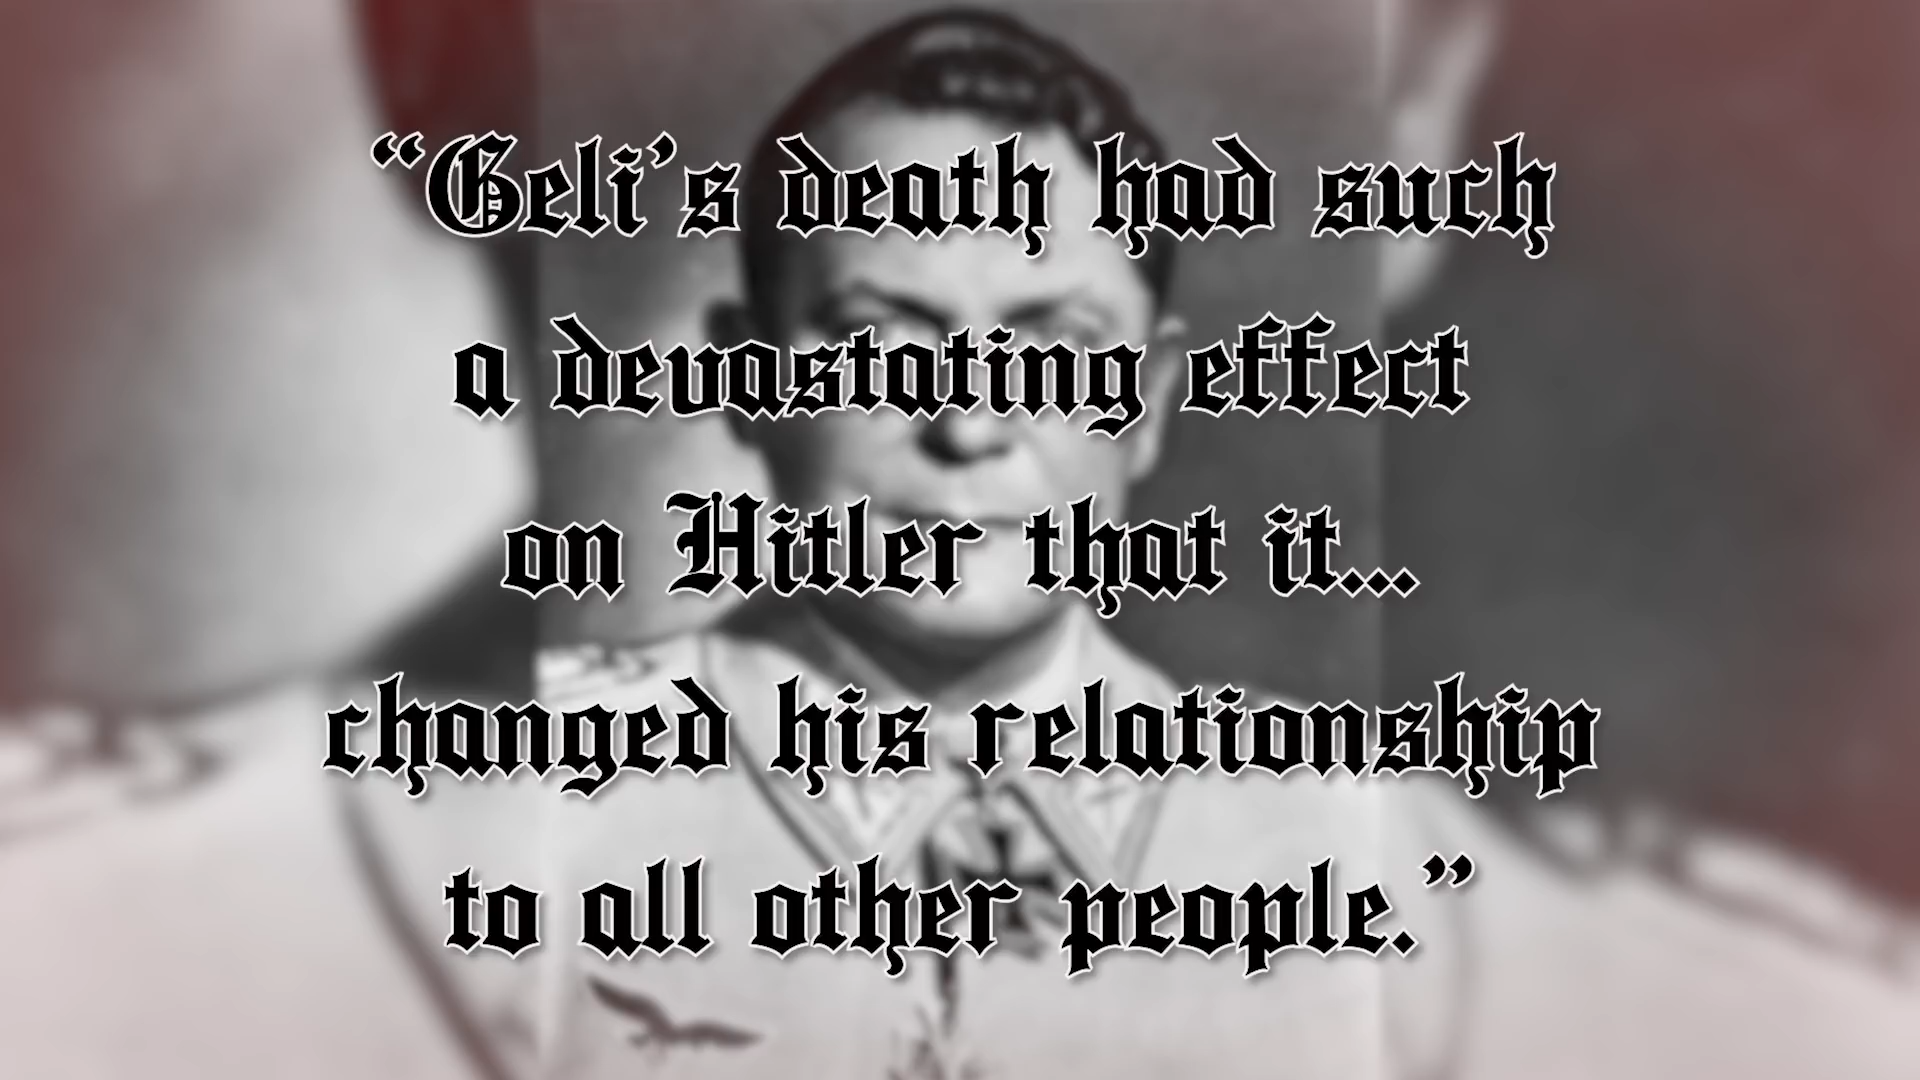 “Geli’s death had such
a devastating effect
on Hitler that it...
changed his relationship
to all other people.”